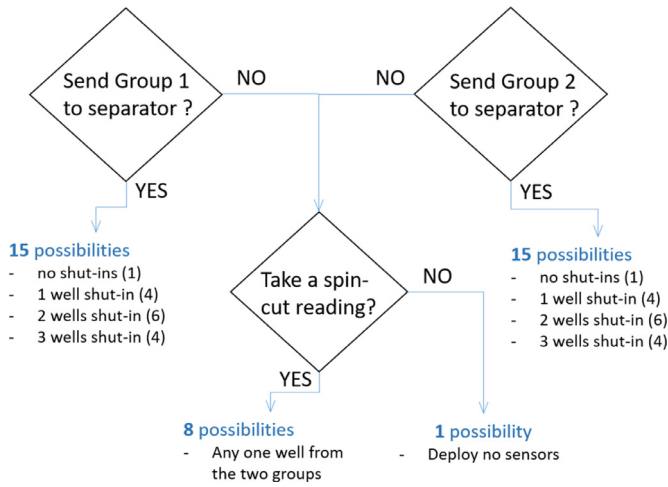 Send Group 1
to separator ?
NO
NO
Send Group 2
to separator ?
YES
YES
15 possibilities
- no shut-ins (1)
- 1 well shut-in (4)
- 2 wells shut-in (6)
- 3 wells shut-in (4)
Take a spin-
cut reading?
NO
15 possibilities
- no shut-ins (1)
- 1 well shut-in (4)
- 2 wells shut-in (6)
- 3 wells shut-in (4)
YES
8 possibilities
- Any one well from
the two groups
1 possibility
- Deploy no sensors